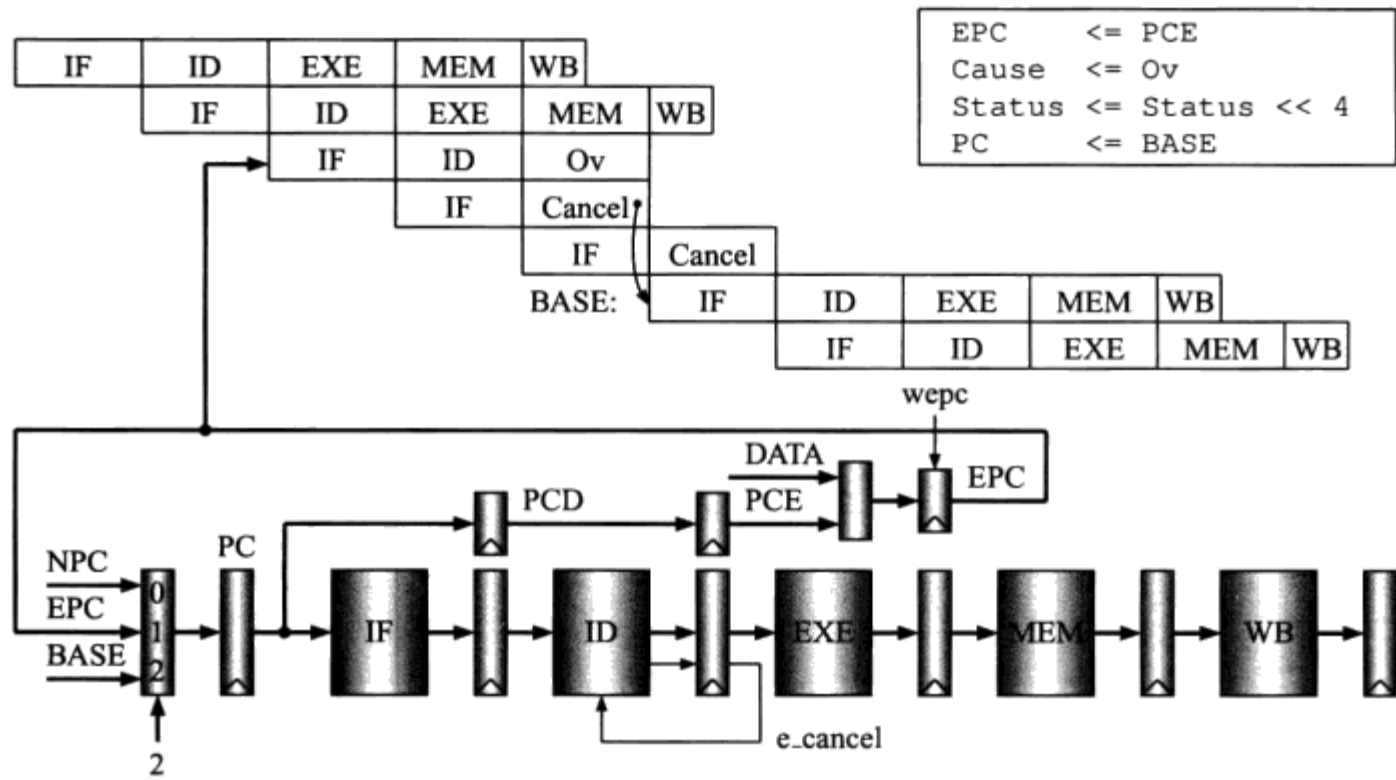 EPC <= PCE
Cause <= Ov
Status <= Status << 4
PC <= BASE
IF ID EXE MEM WB
IF ID EXE MEM WB
IF ID Ov
IF Cancel
IF Cancel
BASE: IF ID EXE MEM WB
IF ID EXE MEM WB
wepc
DATA
EPC
PCD
PCE
PC
NPC
EPC
BASE
0
1
2
IF ID EXE MEM WB
e_cancel
2